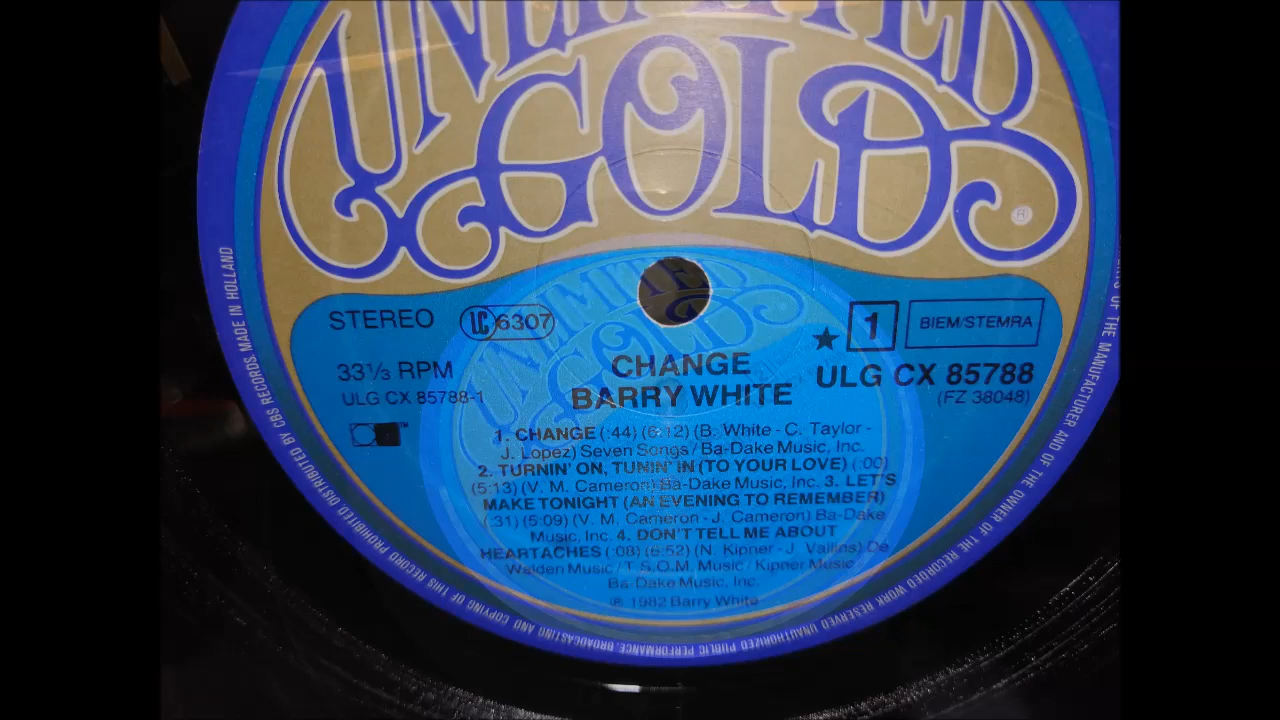 UNLIMITED
GOLD
®
STEREO
LC 6307
★ 1
BIEM/STEMRA
33⅓ RPM
ULG CX 85788-1
CHANGE
BARRY WHITE
ULG CX 85788
(FZ 38048)
1. CHANGE (:44) (6:12) (B. White - C. Taylor -
J. Lopez) Seven Songs / Ba-Dake Music, Inc.
2. TURNIN' ON, TUNIN' IN (TO YOUR LOVE) (:00)
(5:13) (V. M. Cameron) Ba-Dake Music, Inc. 3. LET'S
MAKE TONIGHT (AN EVENING TO REMEMBER)
(:31) (5:09) (V. M. Cameron - J. Cameron) Ba-Dake
Music, Inc. 4. DON'T TELL ME ABOUT
HEARTACHES (:08) (6:52) (N. Kipner - J. Vallins) De
Walden Music / T.S.O.M. Music / Kipner Music
Ba-Dake Music, Inc.
℗ 1982 Barry White
OF THE MANUFACTURER AND OF THE OWNER OF THE RECORDED WORK RESERVED UNAUTHORIZED PUBLIC PERFORMANCE, BROADCASTING AND COPYING OF THIS RECORD PROHIBITED DISTRIBUTED BY CBS RECORDS. MADE IN HOLLAND
UNLIMITED
GOLD